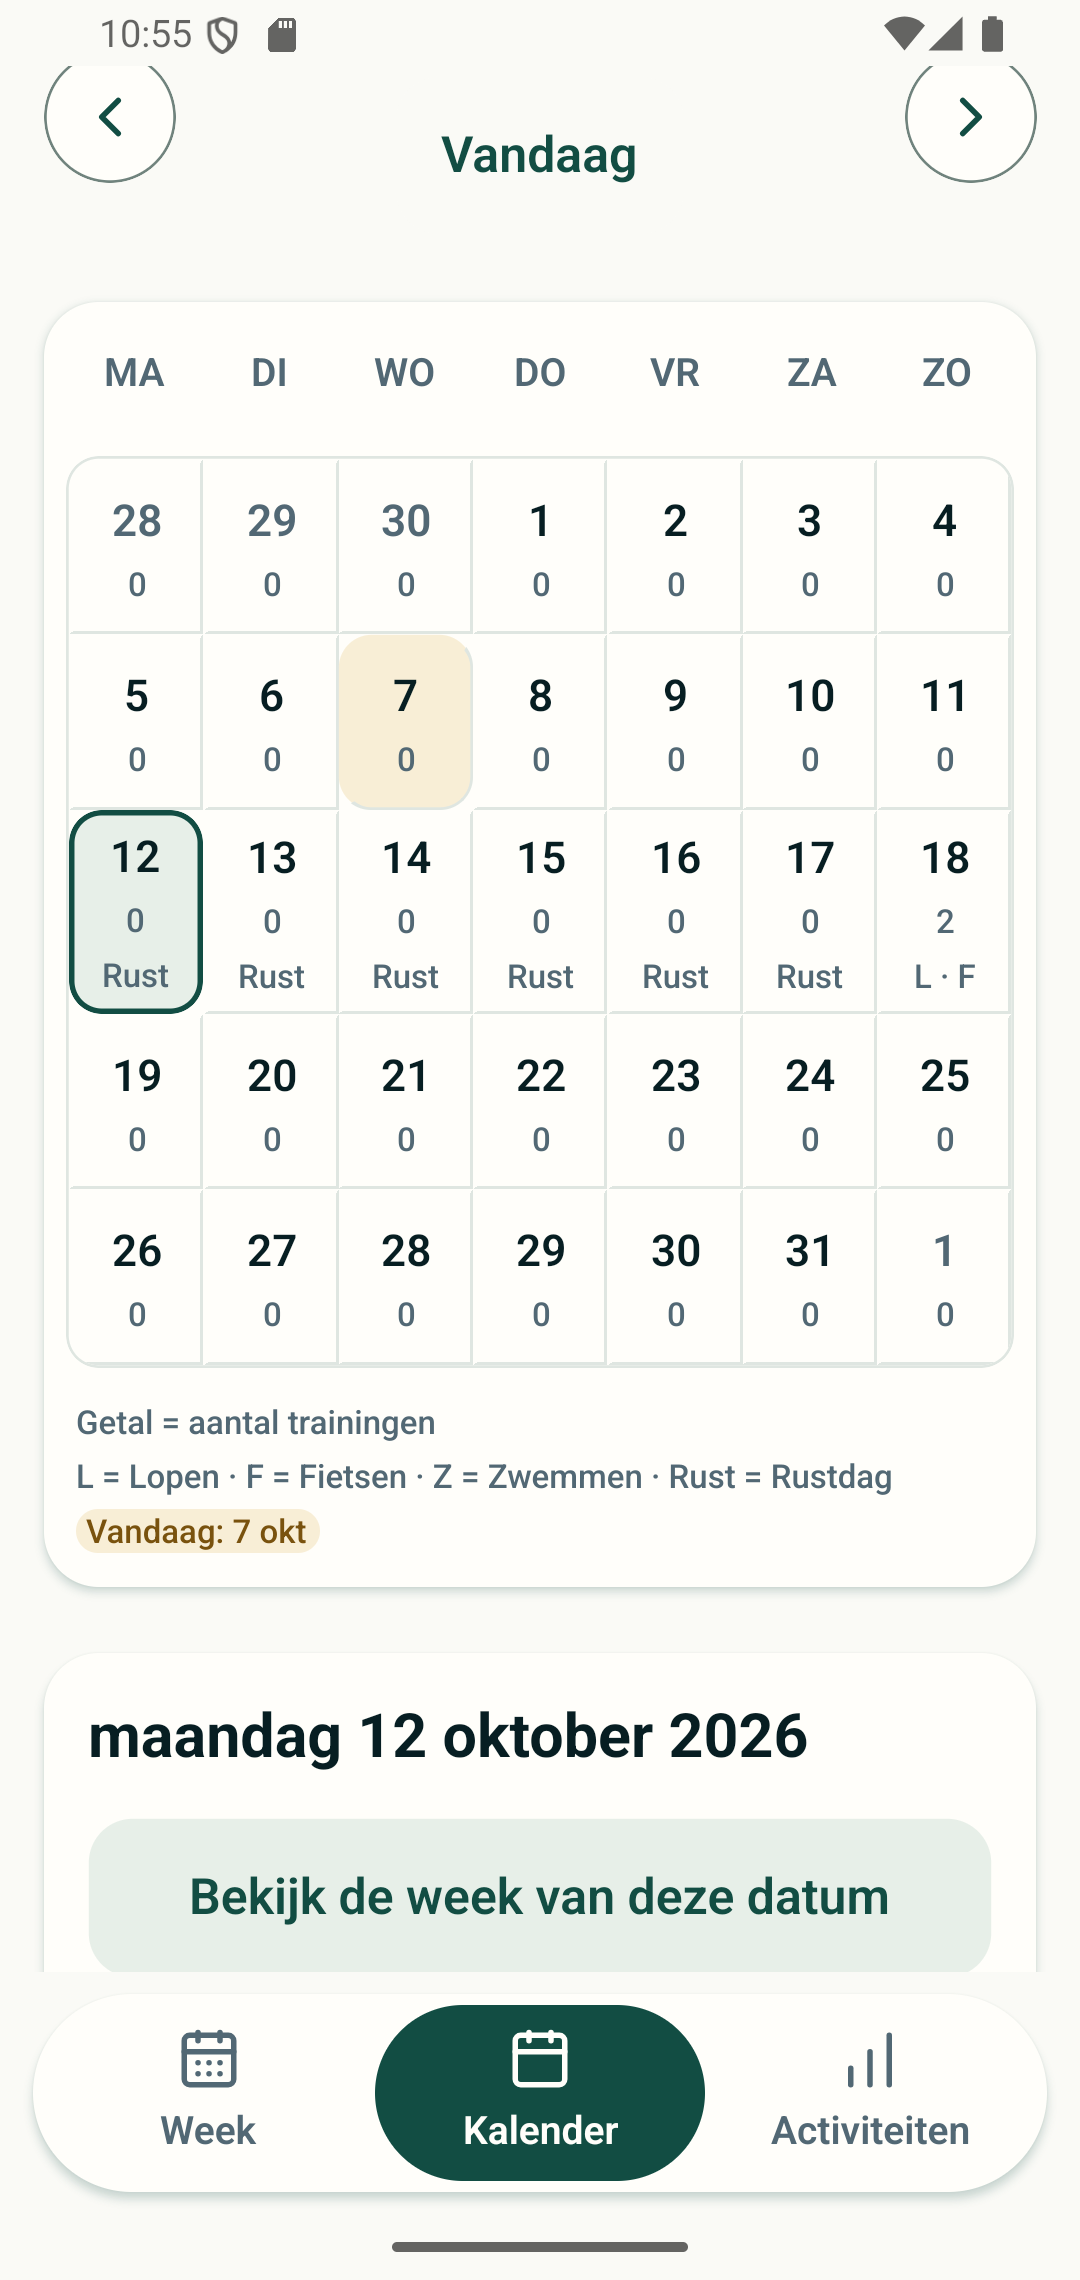 10:55
Vandaag
MA DI WO DO VR ZA ZO
28 29 30 1 2 3 4
0 0 0 0 0 0 0
5 6 7 8 9 10 11
0 0 0 0 0 0 0
12 13 14 15 16 17 18
0 0 0 0 0 0 2
Rust Rust Rust Rust Rust Rust L · F
19 20 21 22 23 24 25
0 0 0 0 0 0 0
26 27 28 29 30 31 1
0 0 0 0 0 0 0
Getal = aantal trainingen
L = Lopen · F = Fietsen · Z = Zwemmen · Rust = Rustdag
Vandaag: 7 okt
maandag 12 oktober 2026
Bekijk de week van deze datum
Week Kalender Activiteiten